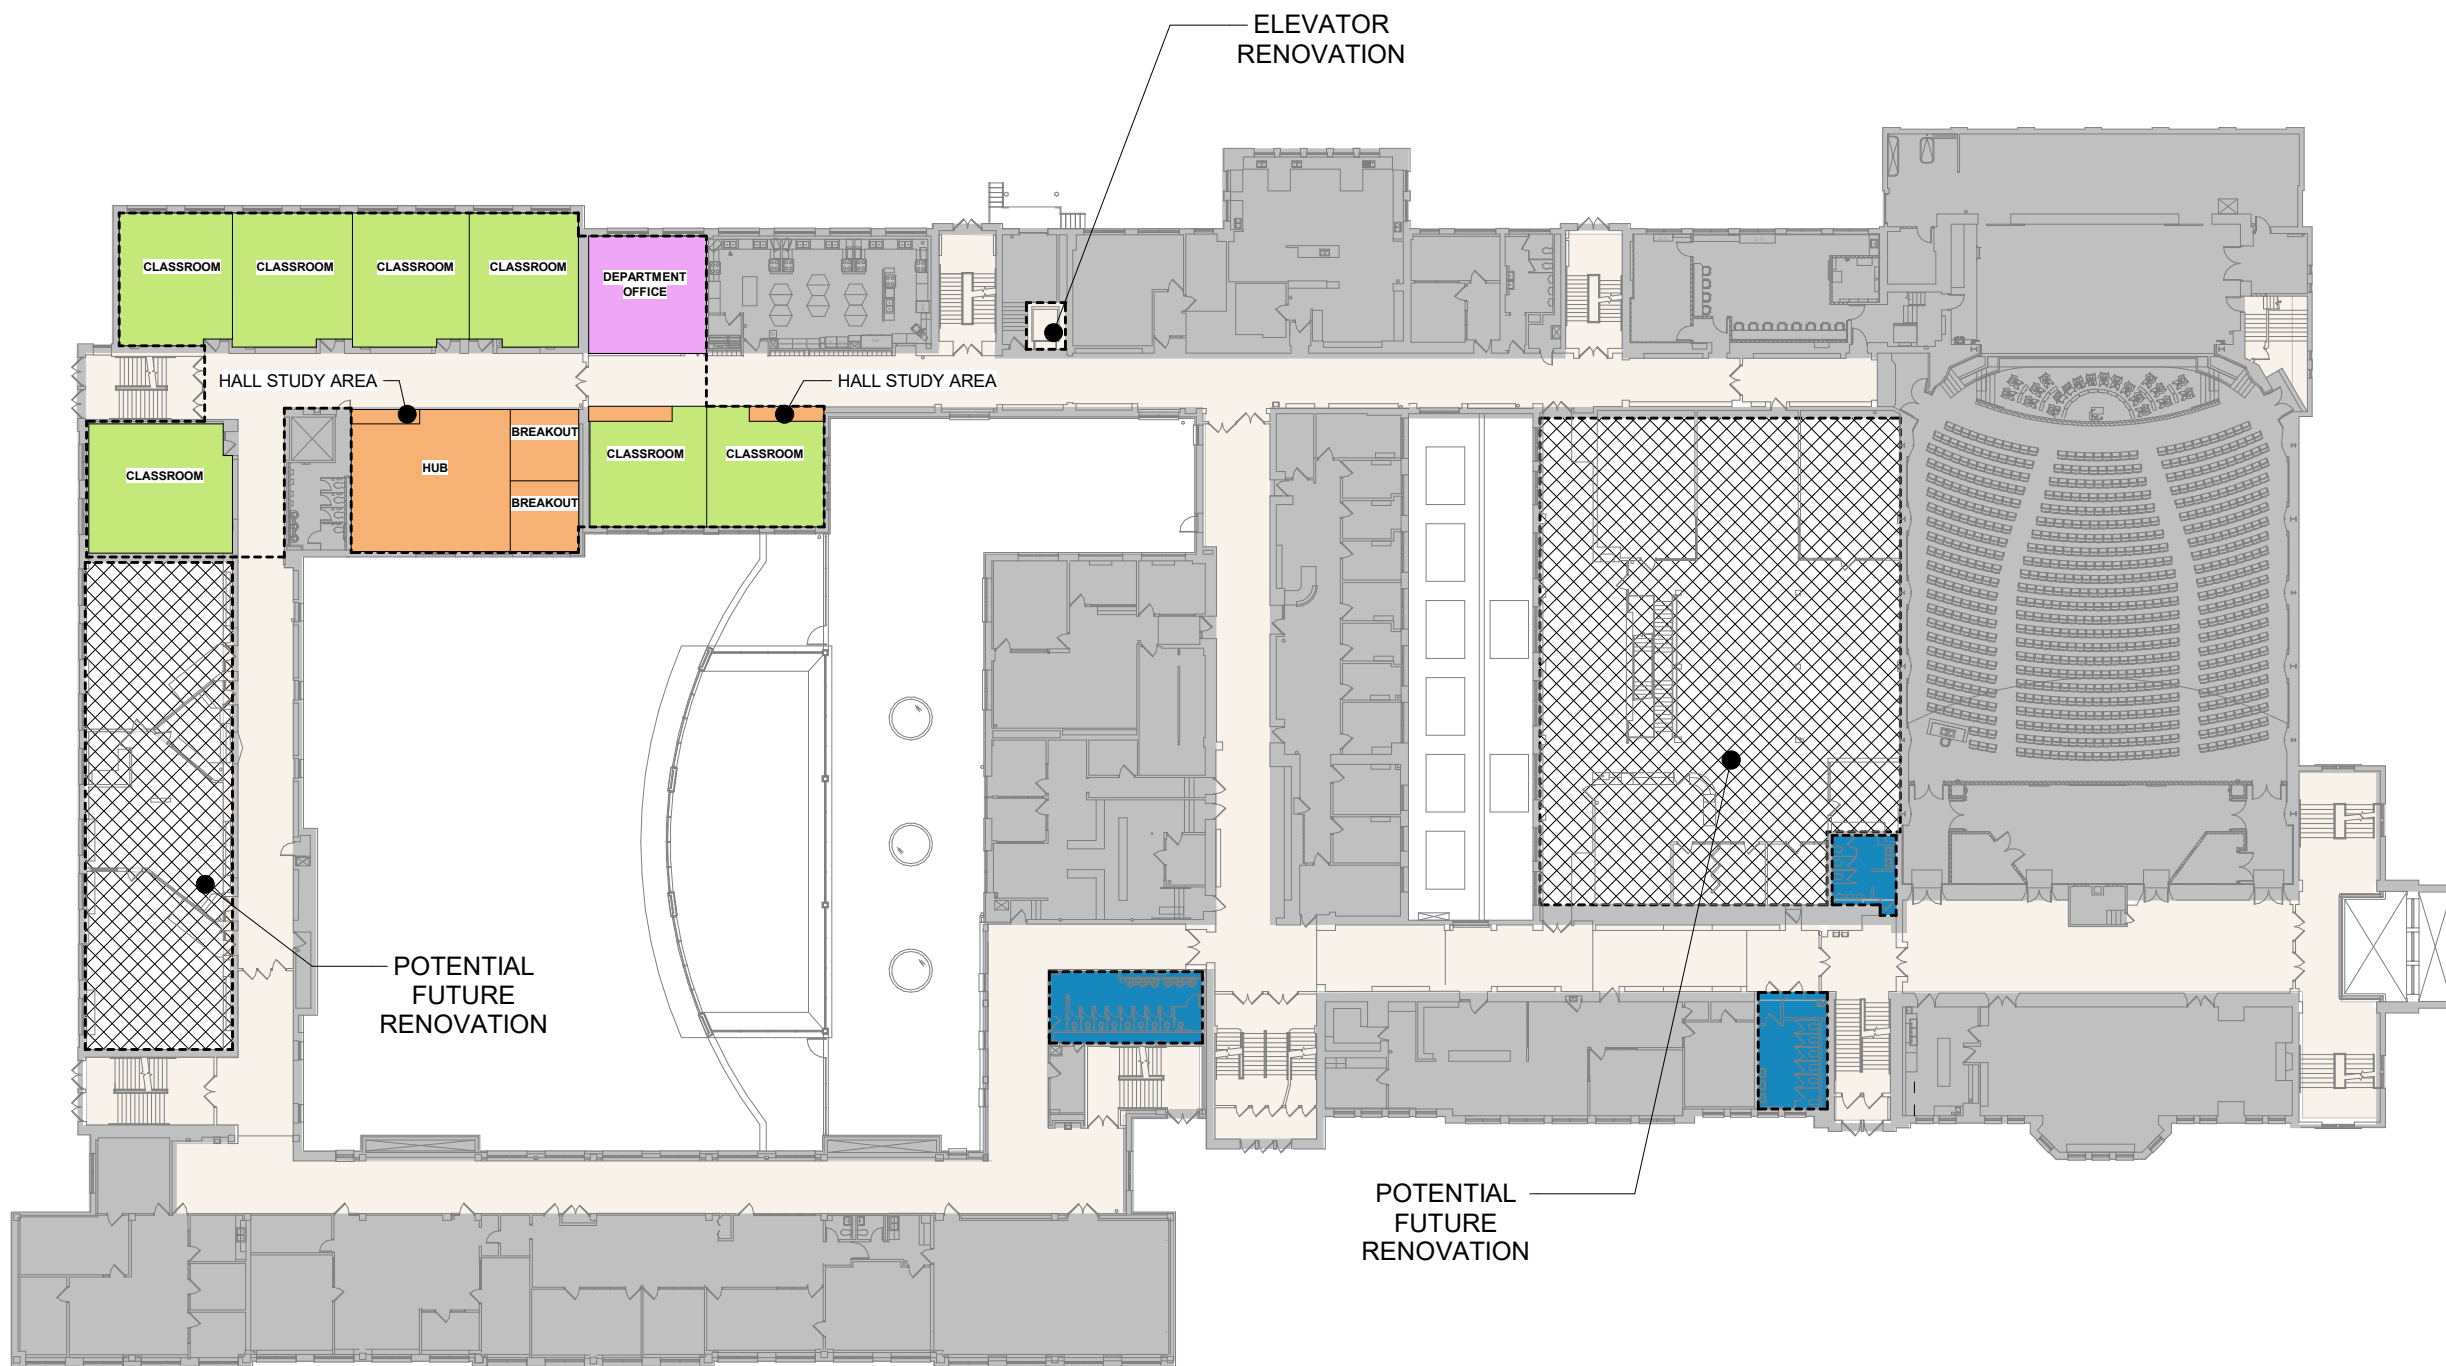 ELEVATOR
RENOVATION
CLASSROOM
CLASSROOM
CLASSROOM
CLASSROOM
DEPARTMENT
OFFICE
HALL STUDY AREA
HALL STUDY AREA
BREAKOUT
HUB
BREAKOUT
CLASSROOM
CLASSROOM
CLASSROOM
POTENTIAL
FUTURE
RENOVATION
POTENTIAL
FUTURE
RENOVATION